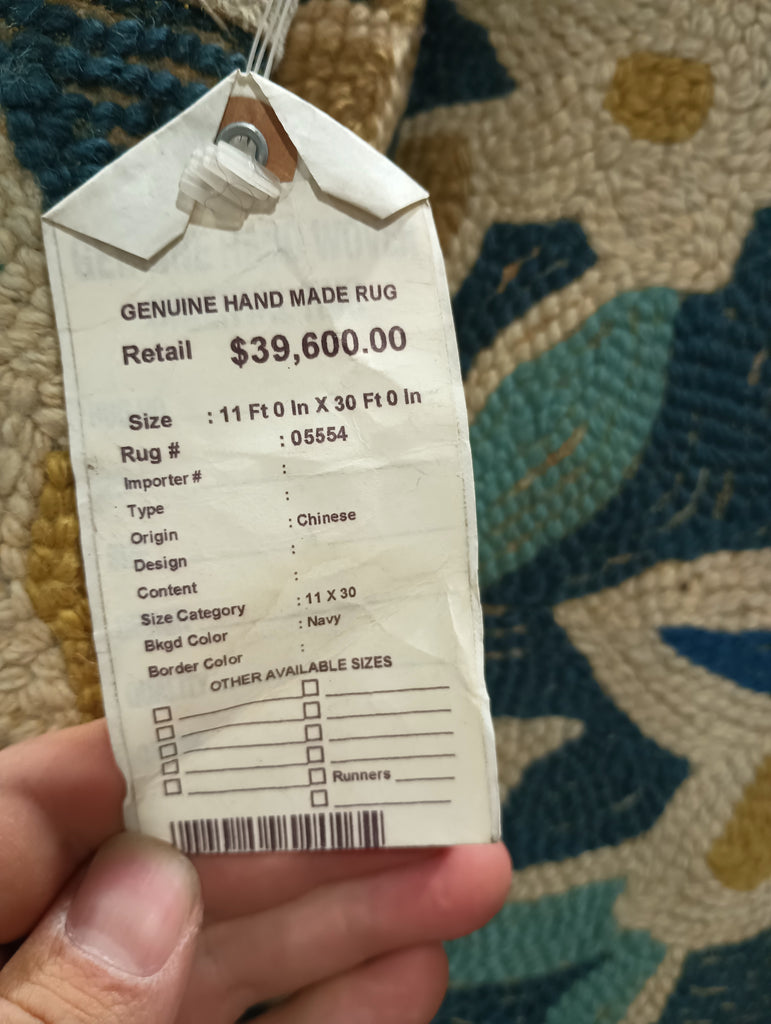 GENUINE HAND MADE RUG
Retail $39,600.00
Size : 11 Ft 0 In X 30 Ft 0 In
Rug # : 05554
Importer # :
Type :
Origin : Chinese
Design :
Content :
Size Category : 11 X 30
Bkgd Color : Navy
Border Color :
OTHER AVAILABLE SIZES
Runners